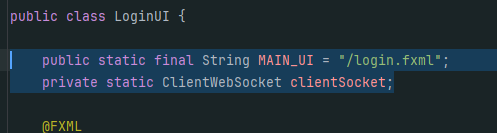 public class LoginUI {
public static final String MAIN_UI = "/login.fxml";
private static ClientWebSocket clientSocket;
@FXML